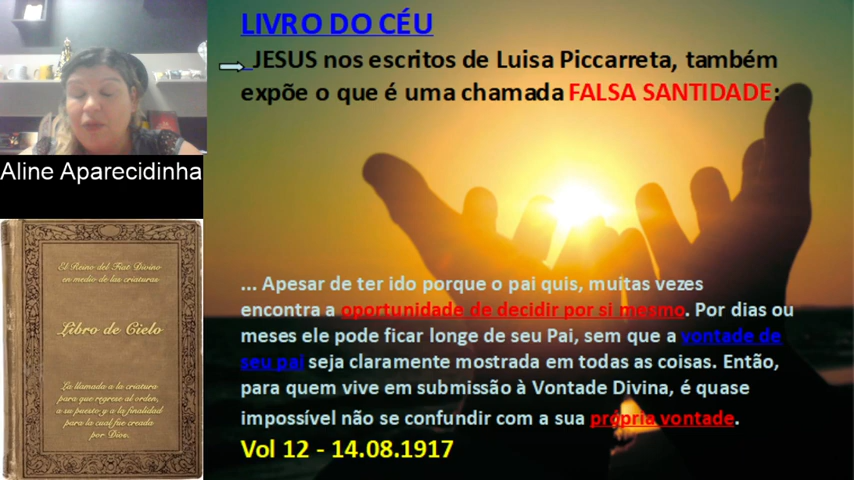 LIVRO DO CÉU
JESUS nos escritos de Luisa Piccarreta, também
expõe o que é uma chamada FALSA SANTIDADE:
Aline Aparecidinha
El Reino del Fiat Divino
en medio de las criaturas
Libro de Cielo
La llamada a la criatura
para que regrese al orden,
a su puesto y a la finalidad
para la cual fue creada
por Dios.
... Apesar de ter ido porque o pai quis, muitas vezes
encontra a oportunidade de decidir por si mesmo. Por dias ou
meses ele pode ficar longe de seu Pai, sem que a vontade de
seu pai seja claramente mostrada em todas as coisas. Então,
para quem vive em submissão à Vontade Divina, é quase
impossível não se confundir com a sua própria vontade.
Vol 12 - 14.08.1917